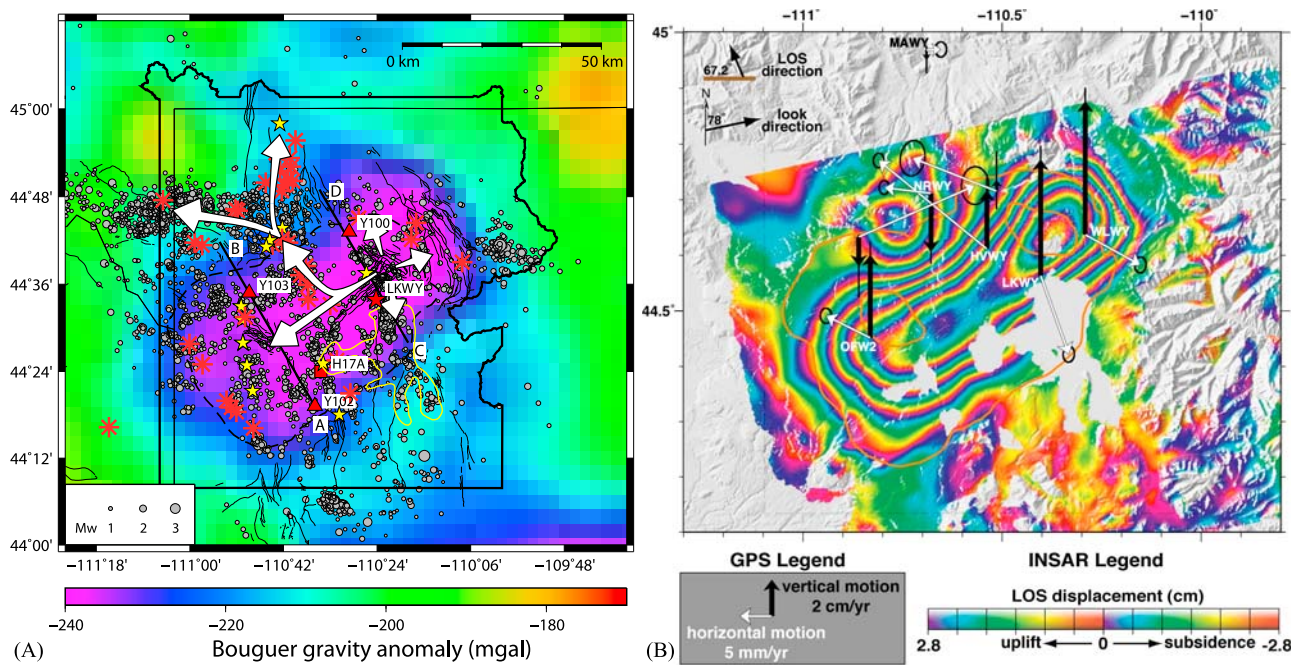 0 km
50 km
45°00'
44°48'
44°36'
44°24'
44°12'
44°00'
D
Y100
B
Y103
LKWY
H17A
C
Y102
A
Mw 1 2 3
−111°18' −111°00' −110°42' −110°24' −110°06' −109°48'
−240 −220 −200 −180
(A) Bouguer gravity anomaly (mgal)
−111° −110.5° −110°
45°
44.5°
MAWY
LOS
direction
67.2
N
78°
look
direction
NRWY
HVWY
WLWY
LKWY
OFW2
GPS Legend
vertical motion
2 cm/yr
horizontal motion
5 mm/yr
INSAR Legend
LOS displacement (cm)
2.8 uplift 0 subsidence -2.8
(B)